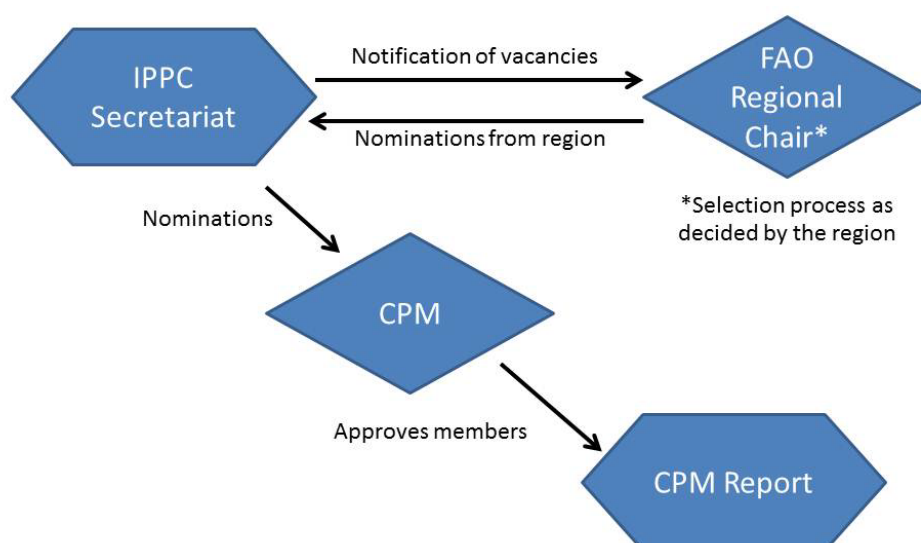 IPPC
Secretariat
Notification of vacancies
FAO
Regional
Chair*
Nominations from region
*Selection process as
decided by the region
Nominations
CPM
Approves members
CPM Report